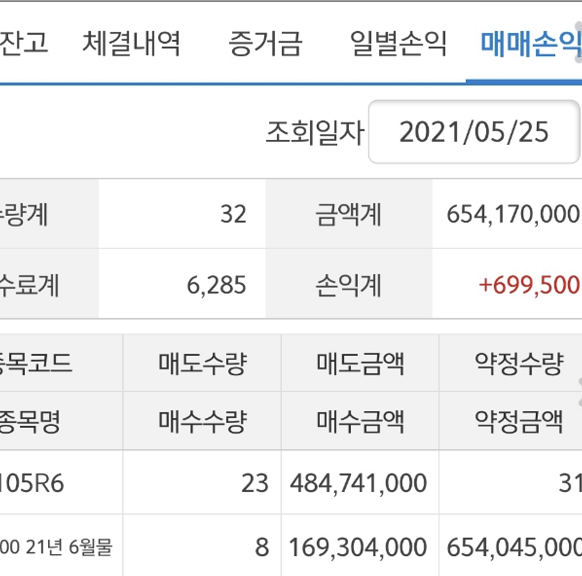 잔고 체결내역 증거금 일별손익 매매손익
조회일자 2021/05/25
수량계 32 금액계 654,170,000
수료계 6,285 손익계 +699,500
종목코드 매도수량 매도금액 약정수량
종목명 매수수량 매수금액 약정금액
105R6 23 484,741,000 31
00 21년 6월물 8 169,304,000 654,045,000